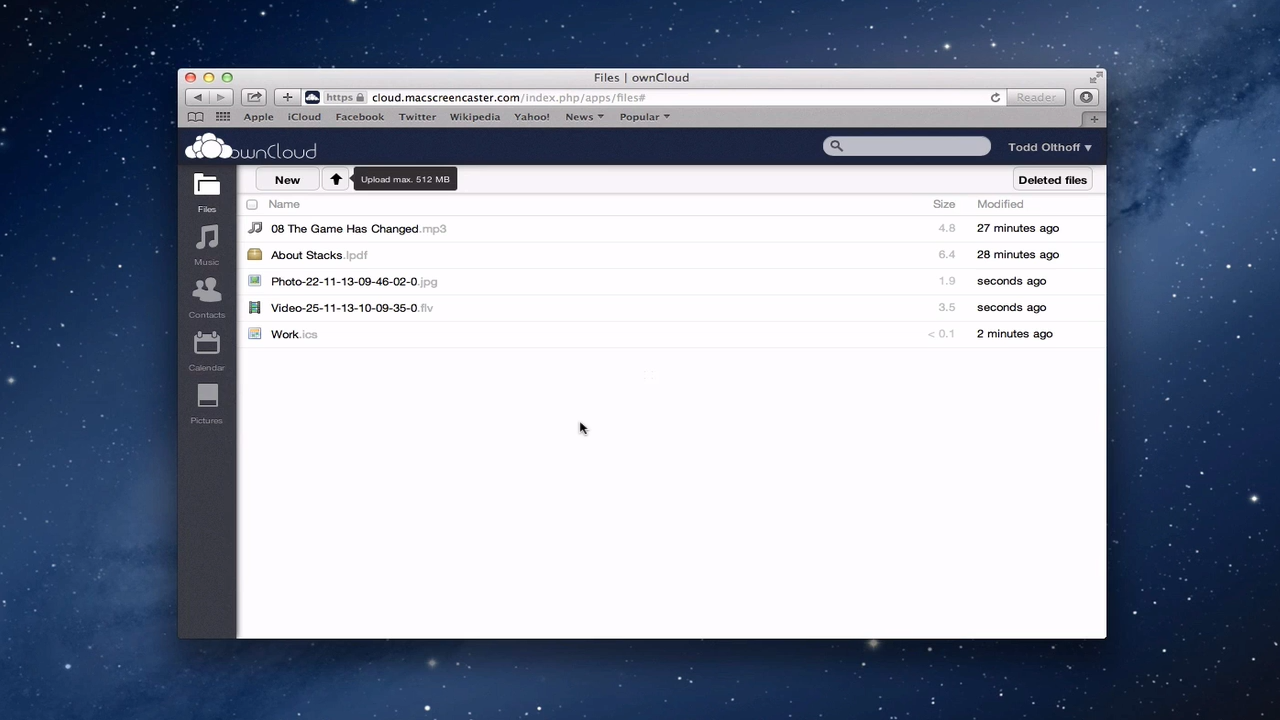 Files | ownCloud
https cloud.macscreencaster.com/index.php/apps/files# Reader
Apple iCloud Facebook Twitter Wikipedia Yahoo! News Popular
ownCloud Todd Olthoff
New Upload max. 512 MB Deleted files
Name Size Modified
08 The Game Has Changed.mp3 4.8 27 minutes ago
About Stacks.lpdf 6.4 28 minutes ago
Photo-22-11-13-09-46-02-0.jpg 1.9 seconds ago
Video-25-11-13-10-09-35-0.flv 3.5 seconds ago
Work.ics < 0.1 2 minutes ago
Files
Music
Contacts
Calendar
Pictures